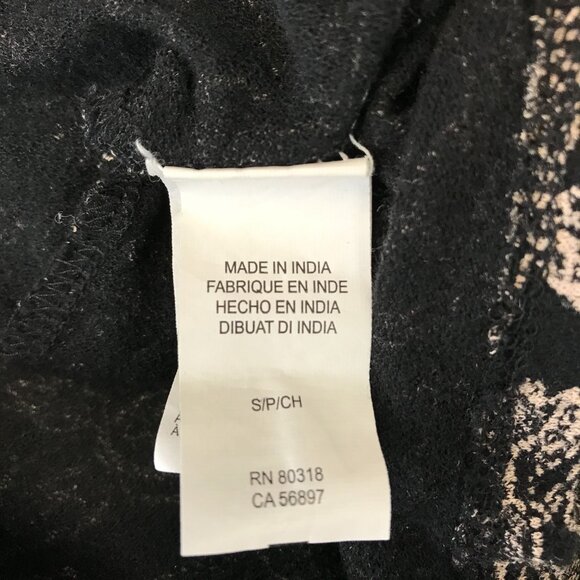 MADE IN INDIA
FABRIQUE EN INDE
HECHO EN INDIA
DIBUAT DI INDIA
S/P/CH
RN 80318
CA 56897